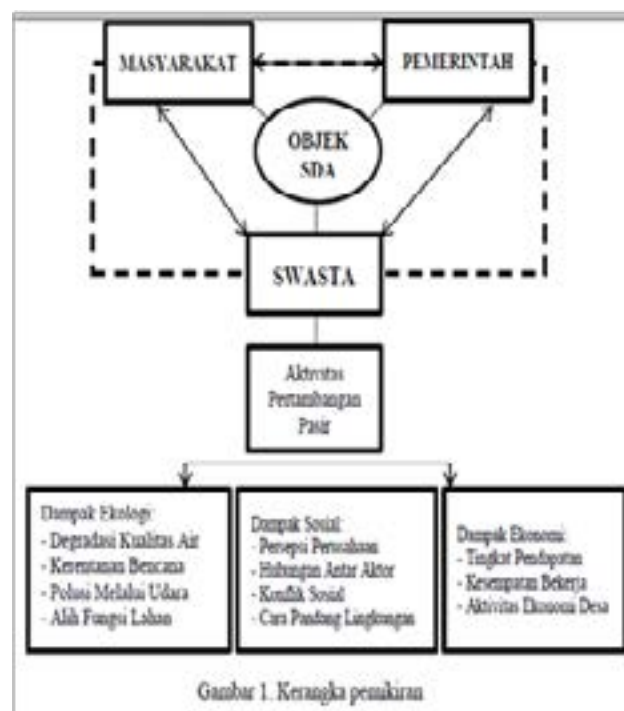 MASYARAKAT
PEMERINTAH
OBJEK
SDA
SWASTA
Aktivitas
Pertambangan
Pasir
Dampak Ekologi:
- Degradasi Kualitas Air
- Kerentanan Bencana
- Polusi Melalui Udara
- Alih Fungsi Lahan
Dampak Sosial:
- Persepsi Perusahaan
- Hubungan Antar Aktor
- Konflik Sosial
- Cara Pandang Lingkungan
Dampak Ekonomi:
- Tingkat Pendapatan
- Kesempatan Bekerja
- Aktivitas Ekonomi Desa
Gambar 1. Kerangka pemikiran